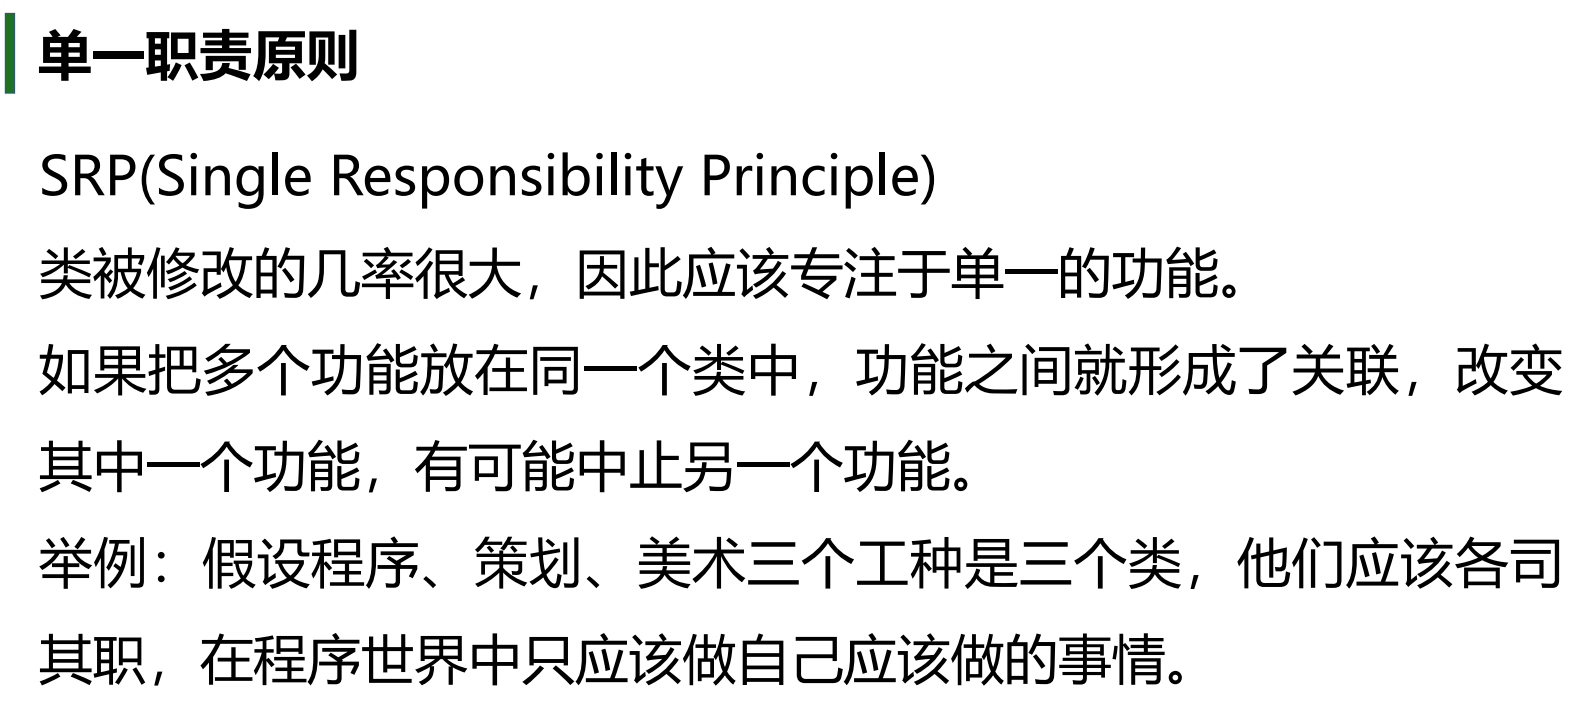 单一职责原则
SRP(Single Responsibility Principle)
类被修改的几率很大，因此应该专注于单一的功能。
如果把多个功能放在同一个类中，功能之间就形成了关联，改变
其中一个功能，有可能中止另一个功能。
举例：假设程序、策划、美术三个工种是三个类，他们应该各司
其职，在程序世界中只应该做自己应该做的事情。